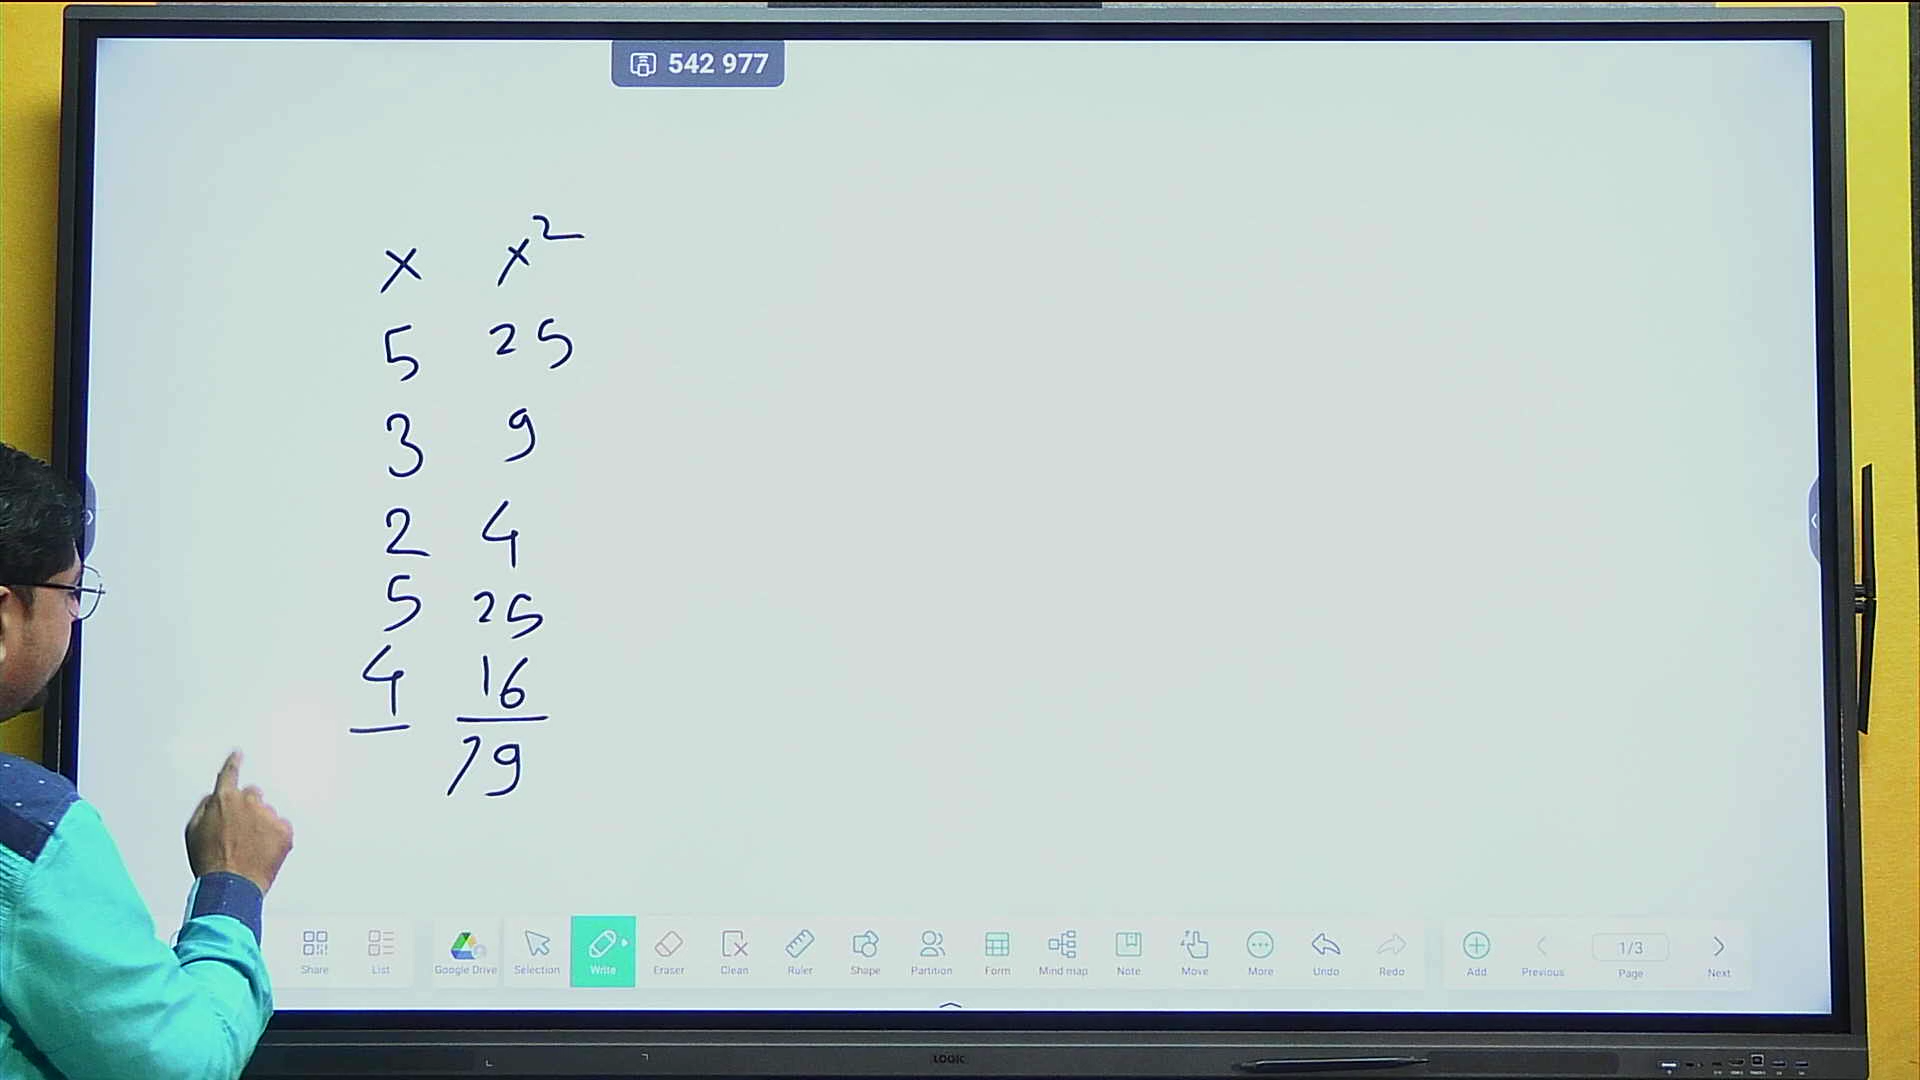 542 977
x x²
5 25
3 9
2 4
5 25
4 16
79
Share List Google Drive Selection Write Eraser Clean Ruler Shape Partition Form Mind map Note Move More Undo Redo Add Previous 1/3 Page Next
LOGIC